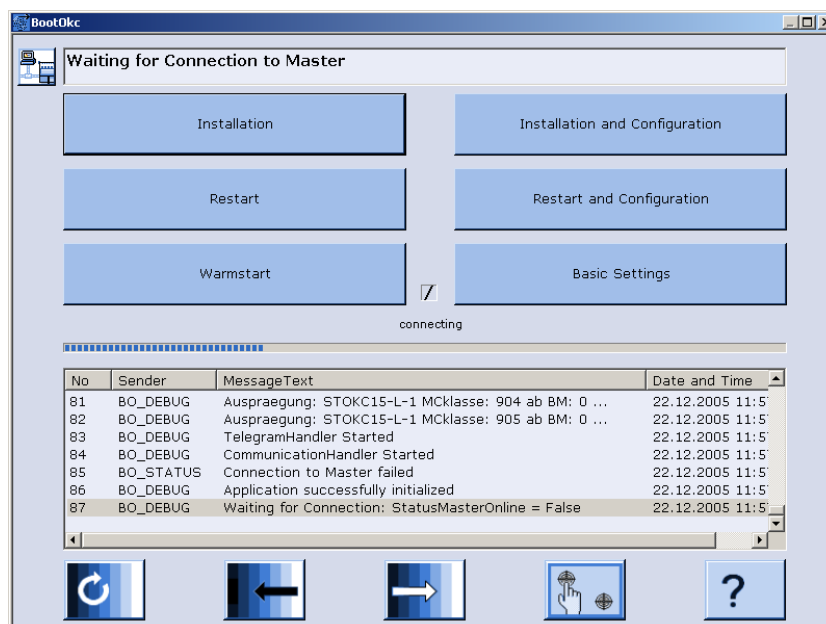 BootOkc
Waiting for Connection to Master
Installation
Installation and Configuration
Restart
Restart and Configuration
Warmstart
Basic Settings
connecting
No Sender MessageText Date and Time
81 BO_DEBUG Auspraegung: STOKC15-L-1 MCklasse: 904 ab BM: 0 ... 22.12.2005 11:5
82 BO_DEBUG Auspraegung: STOKC15-L-1 MCklasse: 905 ab BM: 0 ... 22.12.2005 11:5
83 BO_DEBUG TelegramHandler Started 22.12.2005 11:5
84 BO_DEBUG CommunicationHandler Started 22.12.2005 11:5
85 BO_STATUS Connection to Master failed 22.12.2005 11:5
86 BO_DEBUG Application successfully initialized 22.12.2005 11:5
87 BO_DEBUG Waiting for Connection: StatusMasterOnline = False 22.12.2005 11:5
?